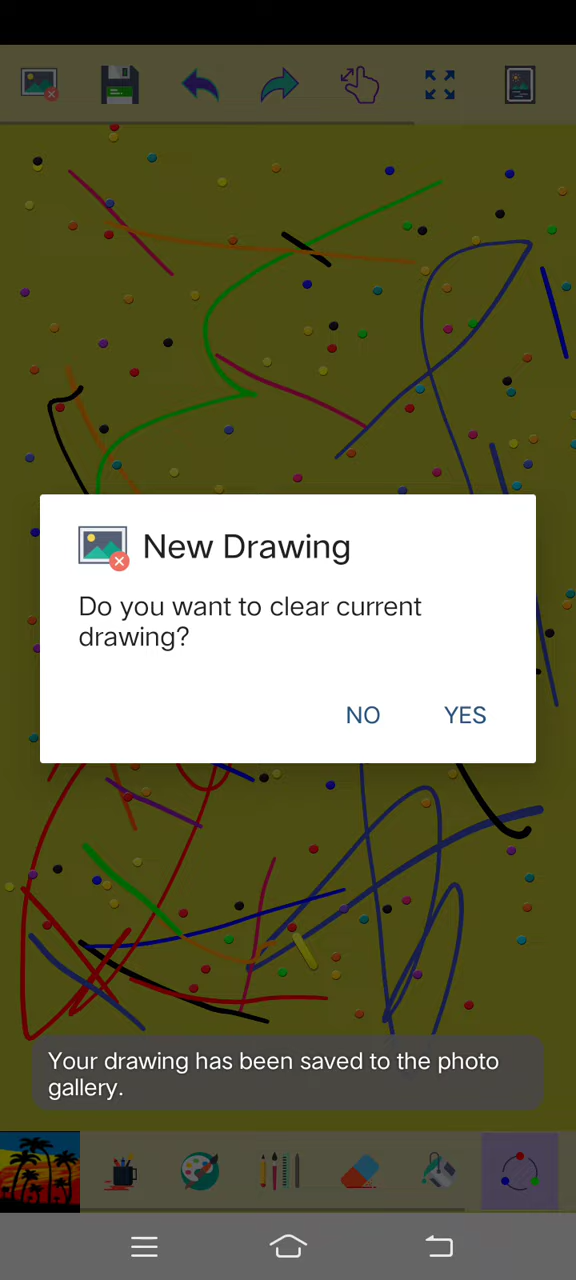 New Drawing
Do you want to clear current
drawing?
NO YES
Your drawing has been saved to the photo
gallery.